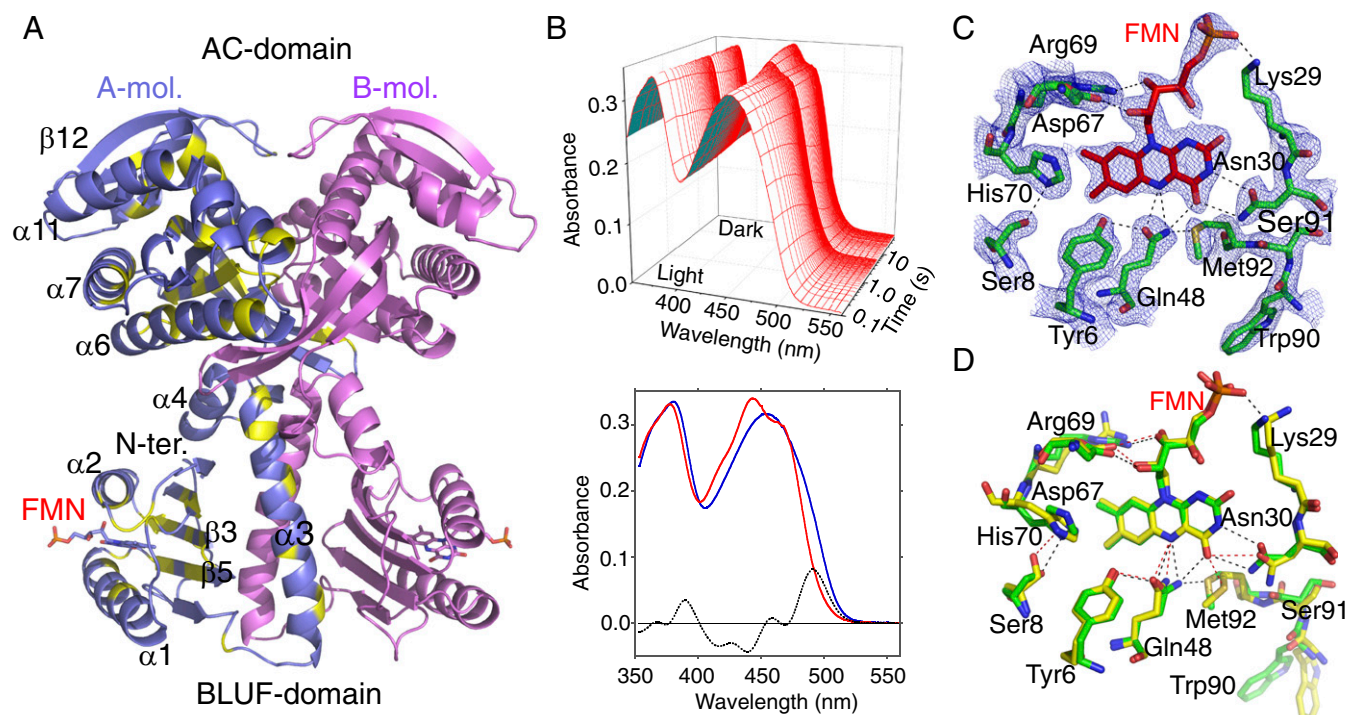 A
AC-domain
A-mol.
B-mol.
β12
α11
α7
α6
α4
N-ter.
α2
FMN
β3
α3
β5
α1
BLUF-domain
B
Absorbance
0.3
0.2
0.1
0.0
Dark
Light
400
450
500
550
Wavelength (nm)
0.1
1.0
10
Time (s)
Absorbance
0.3
0.2
0.1
0.0
350
400
450
500
550
Wavelength (nm)
C
FMN
Arg69
Lys29
Asp67
Asn30
His70
Ser91
Ser8
Met92
Tyr6
Gln48
Trp90
D
FMN
Arg69
Lys29
Asp67
Asn30
His70
Met92
Ser91
Ser8
Gln48
Tyr6
Trp90